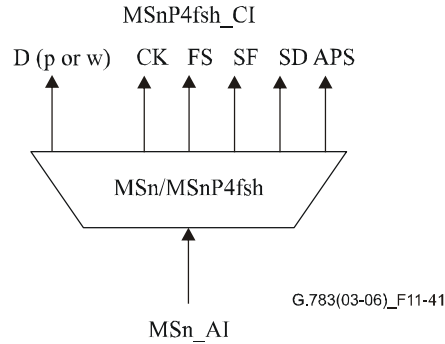 MSnP4fsh_CI
D (p or w) CK FS SF SD APS
MSn/MSnP4fsh
G.783(03-06)_F11-41
MSn_AI